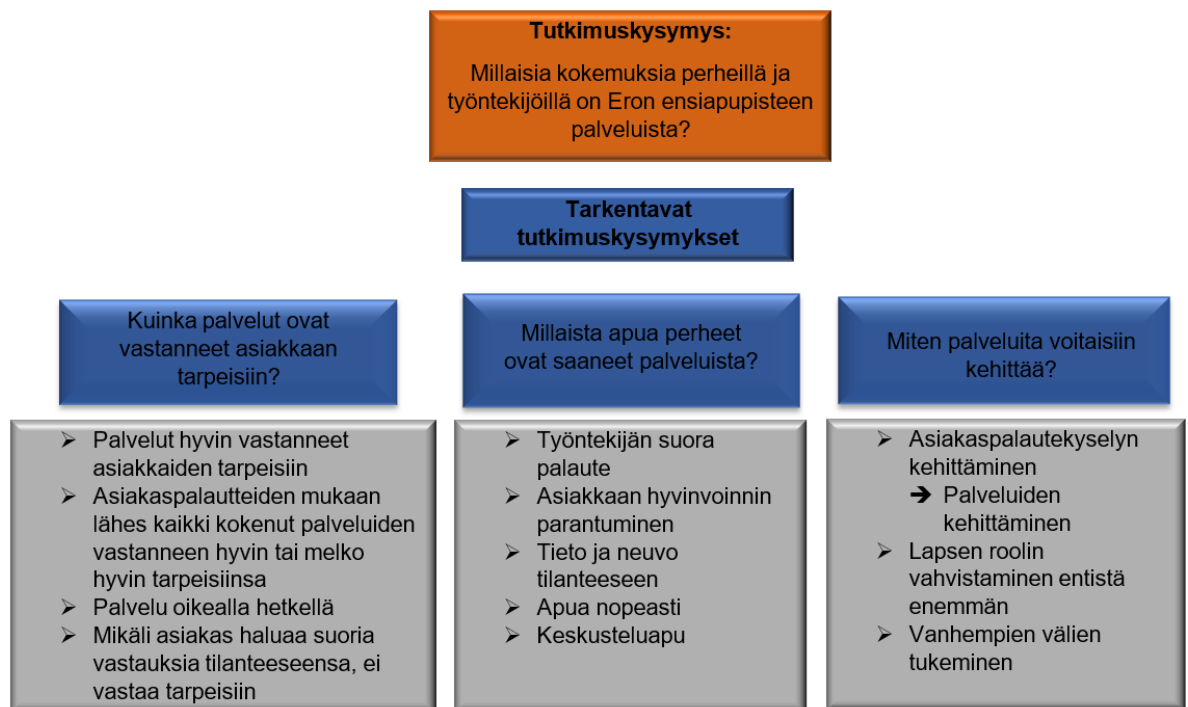 Tutkimuskysymys:
Millaisia kokemuksia perheillä ja
työntekijöillä on Eron ensiapupisteen
palveluista?
Tarkentavat
tutkimuskysymykset
Kuinka palvelut ovat
vastanneet asiakkaan
tarpeisiin?
➢ Palvelut hyvin vastanneet
asiakkaiden tarpeisiin
➢ Asiakaspalautteiden mukaan
lähes kaikki kokenut palveluiden
vastanneen hyvin tai melko
hyvin tarpeisiinsa
➢ Palvelu oikealla hetkellä
➢ Mikäli asiakas haluaa suoria
vastauksia tilanteeseensa, ei
vastaa tarpeisiin
Millaista apua perheet
ovat saaneet palveluista?
➢ Työntekijän suora
palaute
➢ Asiakkaan hyvinvoinnin
parantuminen
➢ Tieto ja neuvo
tilanteeseen
➢ Apua nopeasti
➢ Keskusteluapu
Miten palveluita voitaisiin
kehittää?
➢ Asiakaspalautekyselyn
kehittäminen
➔ Palveluiden
kehittäminen
➢ Lapsen roolin
vahvistaminen entistä
enemmän
➢ Vanhempien välien
tukeminen